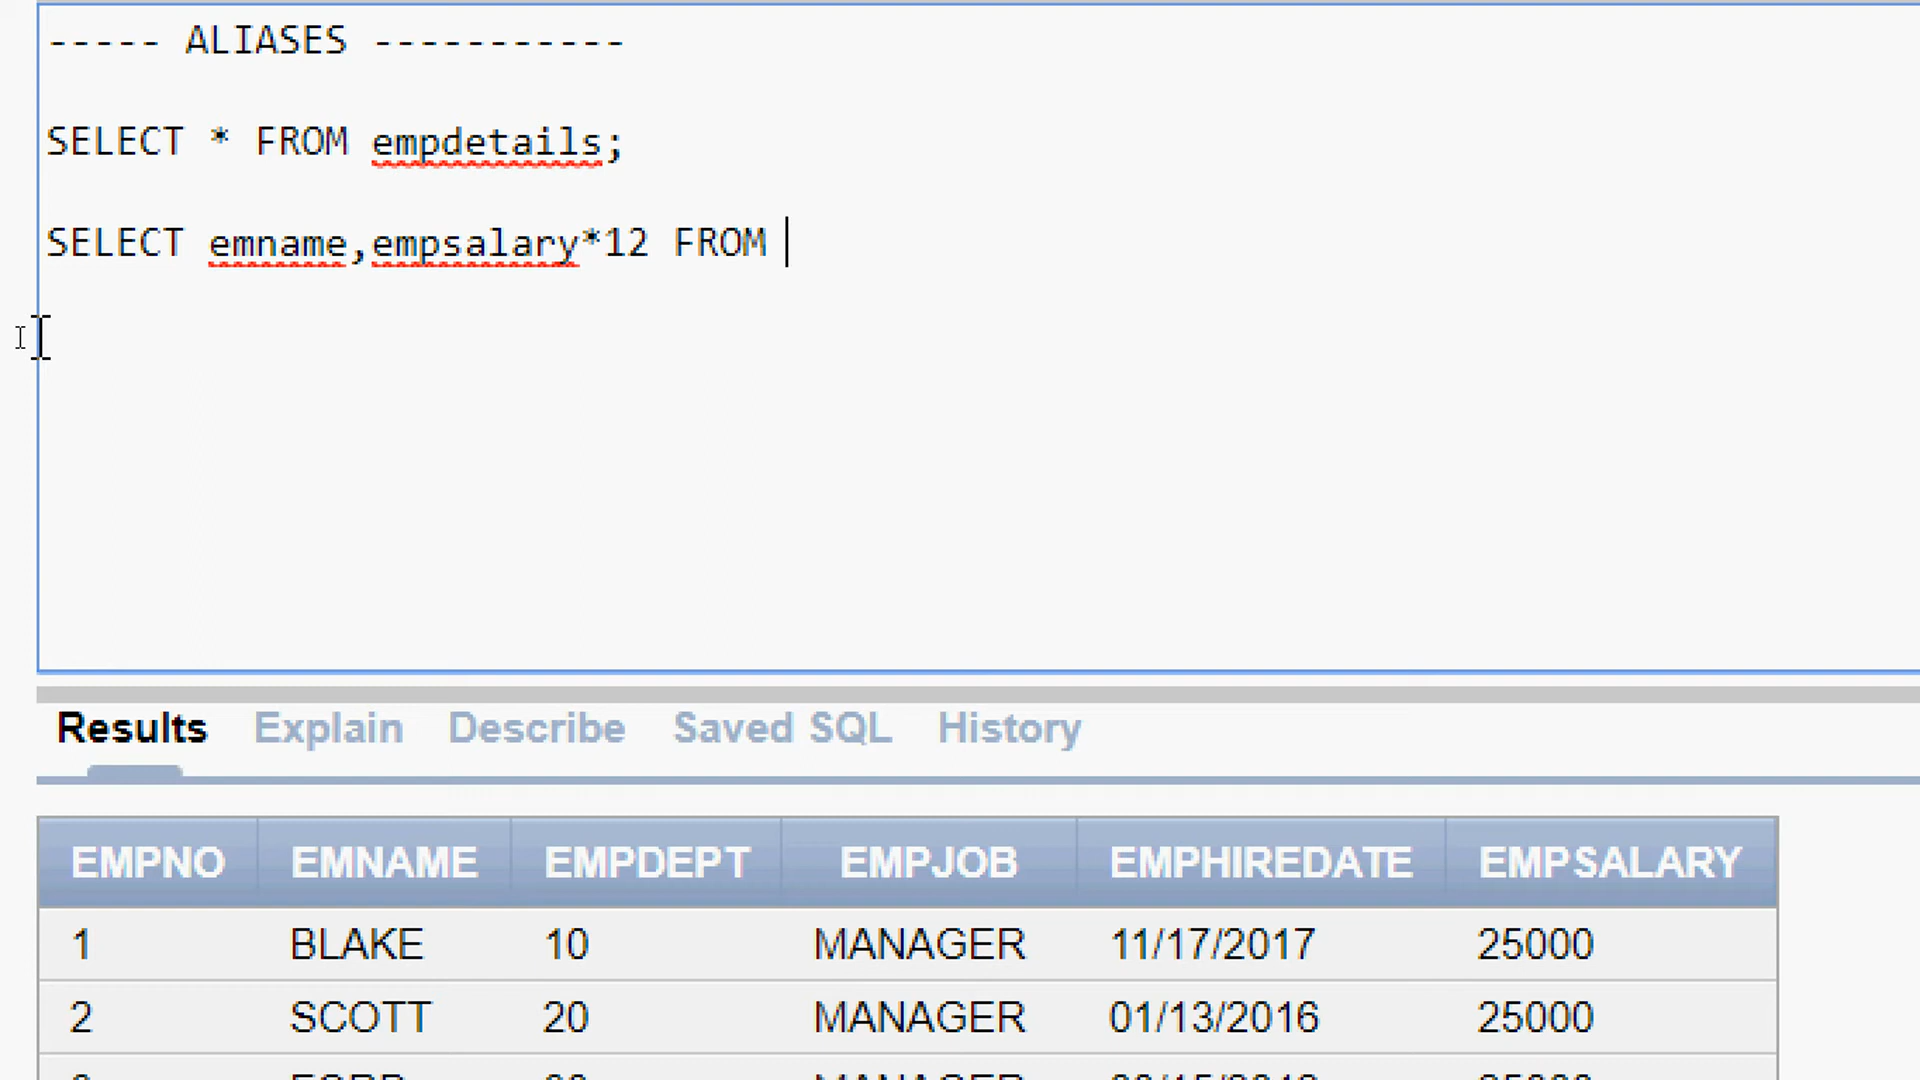 ----- ALIASES -----------
SELECT * FROM empdetails;
SELECT emname,empsalary*12 FROM
Results Explain Describe Saved SQL History
EMPNO EMNAME EMPDEPT EMPJOB EMPHIREDATE EMPSALARY
1 BLAKE 10 MANAGER 11/17/2017 25000
2 SCOTT 20 MANAGER 01/13/2016 25000